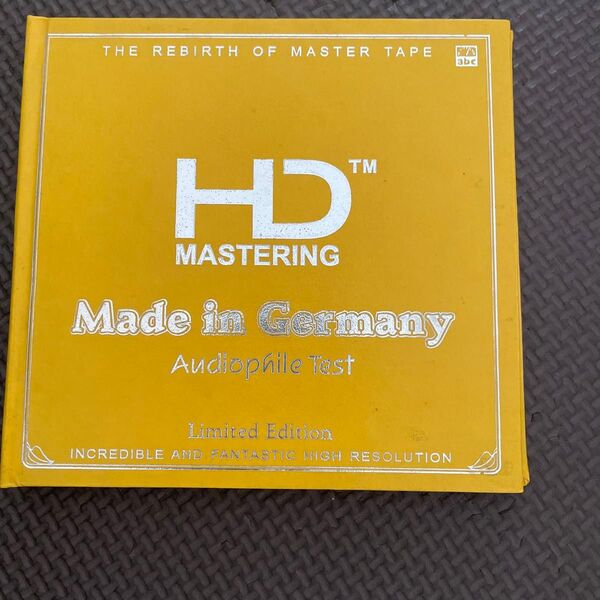 THE REBIRTH OF MASTER TAPE
abc
HD™
MASTERING
Made in Germany
Audiophile Test
Limited Edition
INCREDIBLE AND FANTASTIC HIGH RESOLUTION